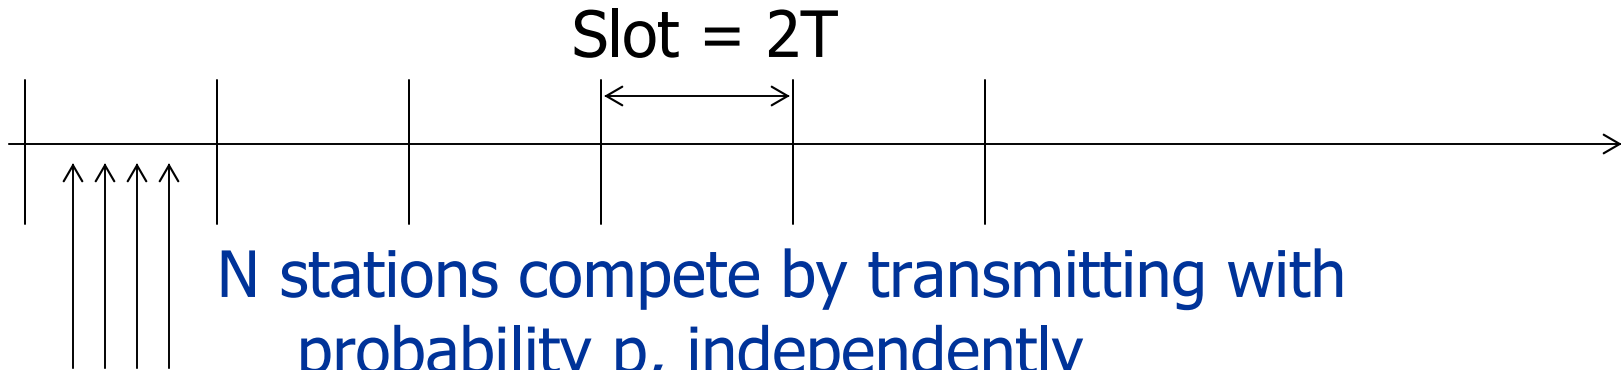 Slot = 2T
N stations compete by transmitting with
probability p, independently